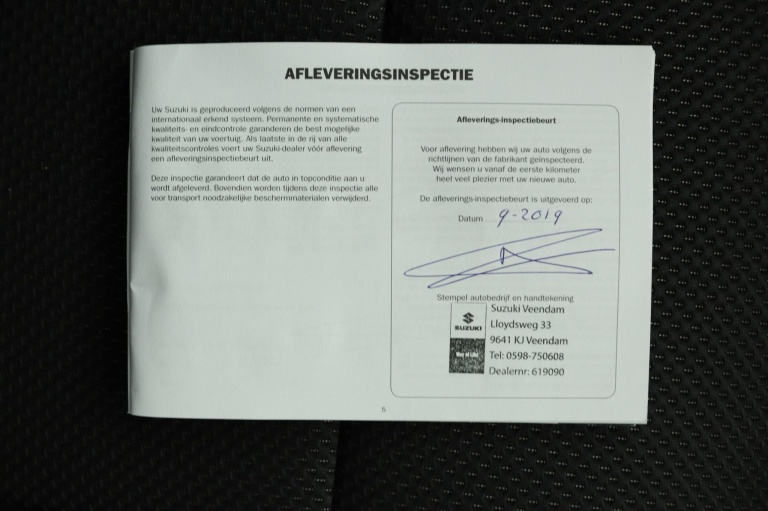 AFLEVERINGSINSPECTIE
Uw Suzuki is geproduceerd volgens de normen van een
internationaal erkend systeem. Permanente en systematische
kwaliteits- en eindcontrole garanderen de best mogelijke
kwaliteit van uw voertuig. Als laatste in de rij van alle
kwaliteitscontroles voert uw Suzuki-dealer vóór aflevering
een afleveringsinspectiebeurt uit.
Deze inspectie garandeert dat de auto in topconditie aan u
wordt afgeleverd. Bovendien worden tijdens deze inspectie alle
voor transport noodzakelijke beschermmaterialen verwijderd.
Afleverings-inspectiebeurt
Voor aflevering hebben wij uw auto volgens de
richtlijnen van de fabrikant geïnspecteerd.
Wij wensen u vanaf de eerste kilometer
heel veel plezier met uw nieuwe auto.
De afleverings-inspectiebeurt is uitgevoerd op:
Datum 9-2019
Stempel autobedrijf en handtekening
SUZUKI
Way of Life!
Suzuki Veendam
Lloydsweg 33
9641 KJ Veendam
Tel: 0598-750608
Dealernr: 619090
5